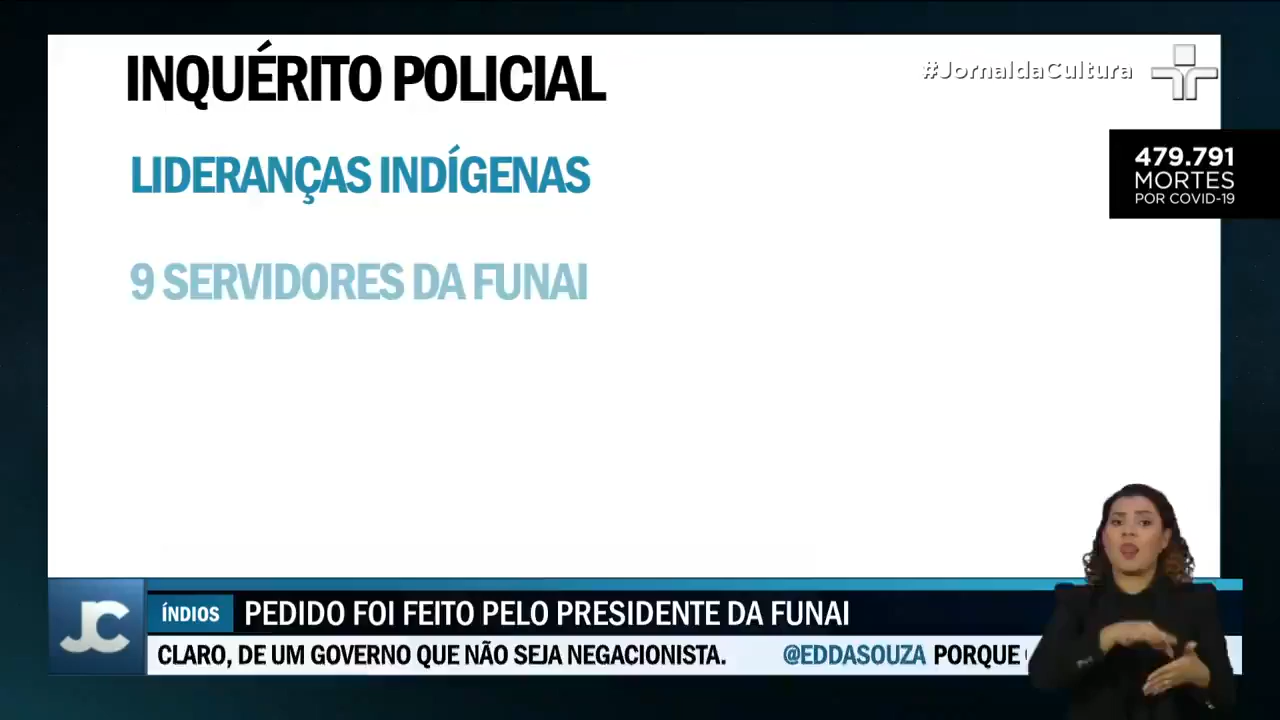 INQUÉRITO POLICIAL
#JornaldaCultura
479.791
MORTES
POR COVID-19
LIDERANÇAS INDÍGENAS
9 SERVIDORES DA FUNAI
JC
ÍNDIOS
PEDIDO FOI FEITO PELO PRESIDENTE DA FUNAI
CLARO, DE UM GOVERNO QUE NÃO SEJA NEGACIONISTA. @EDDASOUZA PORQUE